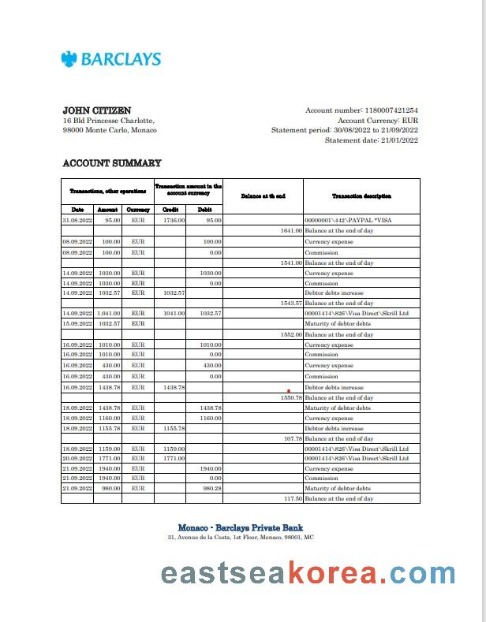 BARCLAYS
JOHN CITIZEN
16 Bld Princesse Charlotte,
98000 Monte Carlo, Monaco
Account number: 1180007421254
Account Currency: EUR
Statement period: 30/08/2022 to 21/09/2022
Statement date: 21/01/2022
ACCOUNT SUMMARY
Transactions, other operations Transaction amount in the account currency Balance at th end Transaction description
Date Amount Currency Credit Debit
31.08.2022 95.00 EUR 1736.00 95.00 00000001\442\PAYPAL *VISA
1641.00 Balance at the end of day
08.09.2022 100.00 EUR 100.00 Currency expense
08.09.2022 100.00 EUR 0.00 Commission
1541.00 Balance at the end of day
14.09.2022 1030.00 EUR 1030.00 Currency expense
14.09.2022 1030.00 EUR 0.00 Commission
14.09.2022 1032.57 EUR 1032.57 Debtor debts increase
1543.57 Balance at the end of day
14.09.2022 1.041.00 EUR 1041.00 1032.57 00001414\826\Visa Direct\Skrill Ltd
15.09.2022 1032.57 EUR Maturity of debtor debts
1552.00 Balance at the end of day
16.09.2022 1010.00 EUR 1010.00 Currency expense
16.09.2022 1010.00 EUR 0.00 Commission
16.09.2022 430.00 EUR 430.00 Currency expense
16.09.2022 430.00 EUR 0.00 Commission
16.09.2022 1438.78 EUR 1438.78 Debtor debts increase
1550.78 Balance at the end of day
18.09.2022 1438.78 EUR 1438.78 Maturity of debtor debts
18.09.2022 1160.00 EUR 1160.00 Currency expense
18.09.2022 1155.78 EUR 1155.78 Debtor debts increase
107.78 Balance at the end of day
18.09.2022 1159.00 EUR 1159.00 00001414\826\Visa Direct\Skrill Ltd
20.09.2022 1771.00 EUR 1771.00 00001414\826\Visa Direct\Skrill Ltd
21.09.2022 1940.00 EUR 1940.00 Currency expense
21.09.2022 1940.00 EUR 0.00 Commission
21.09.2022 980.00 EUR 980.28 Maturity of debtor debts
117.50 Balance at the end of day
Monaco - Barclays Private Bank
31, Avenue de la Costa, 1st Floor, Monaco, 98001, MC
eastseakorea.com